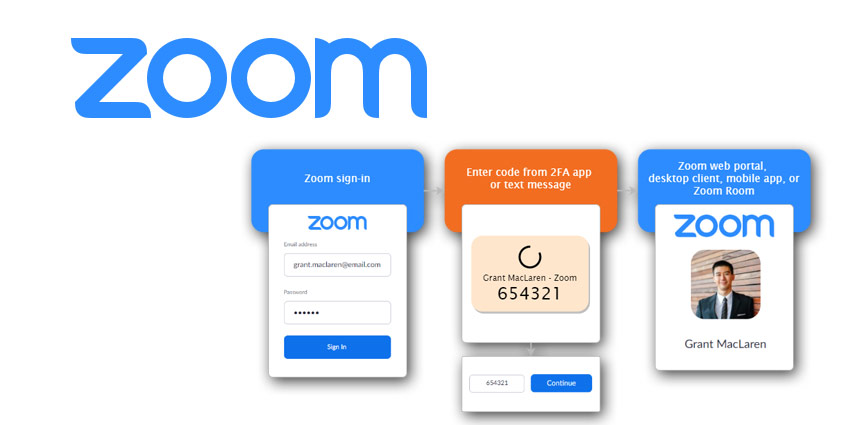 zoom
Zoom sign-in
zoom
Email address
grant.maclaren@email.com
Password
••••••
Sign In
Enter code from 2FA app
or text message
Grant MacLaren - Zoom
654321
654321
Continue
Zoom web portal,
desktop client, mobile app, or
Zoom Room
zoom
Grant MacLaren